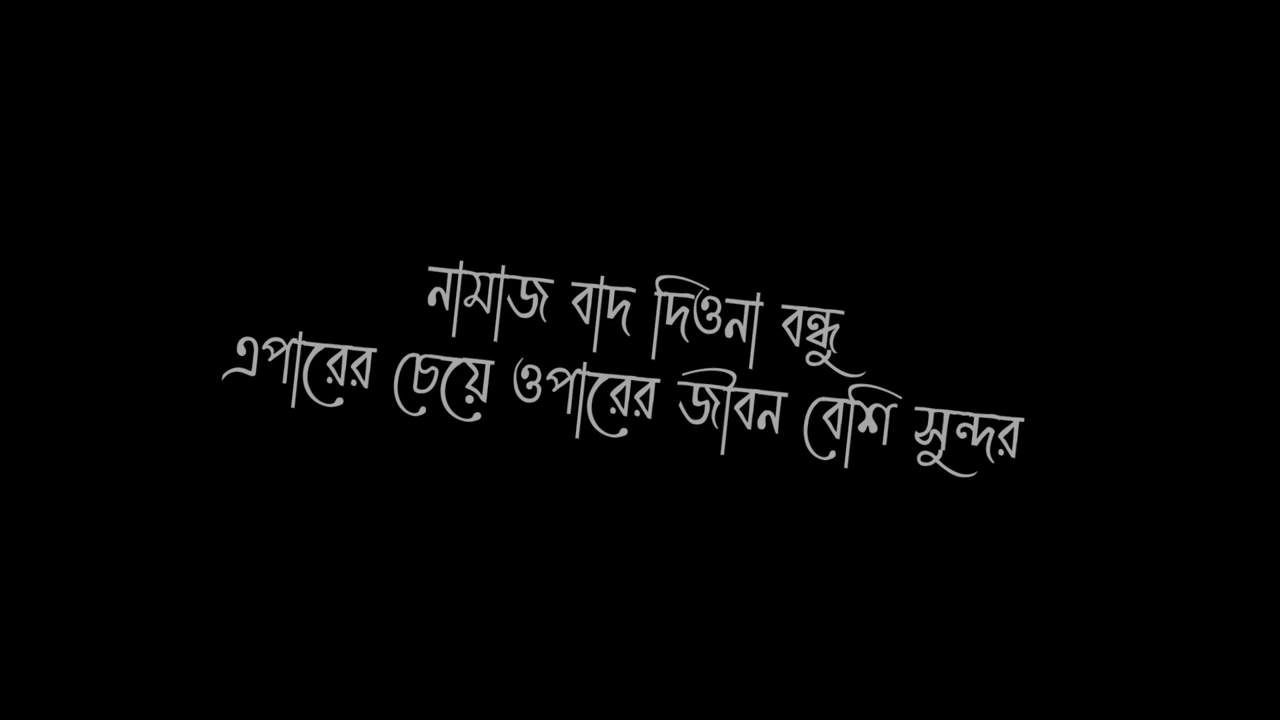 নামাজ বাদ দিওনা বন্ধু
এপারের চেয়ে ওপারের জীবন বেশি সুন্দর